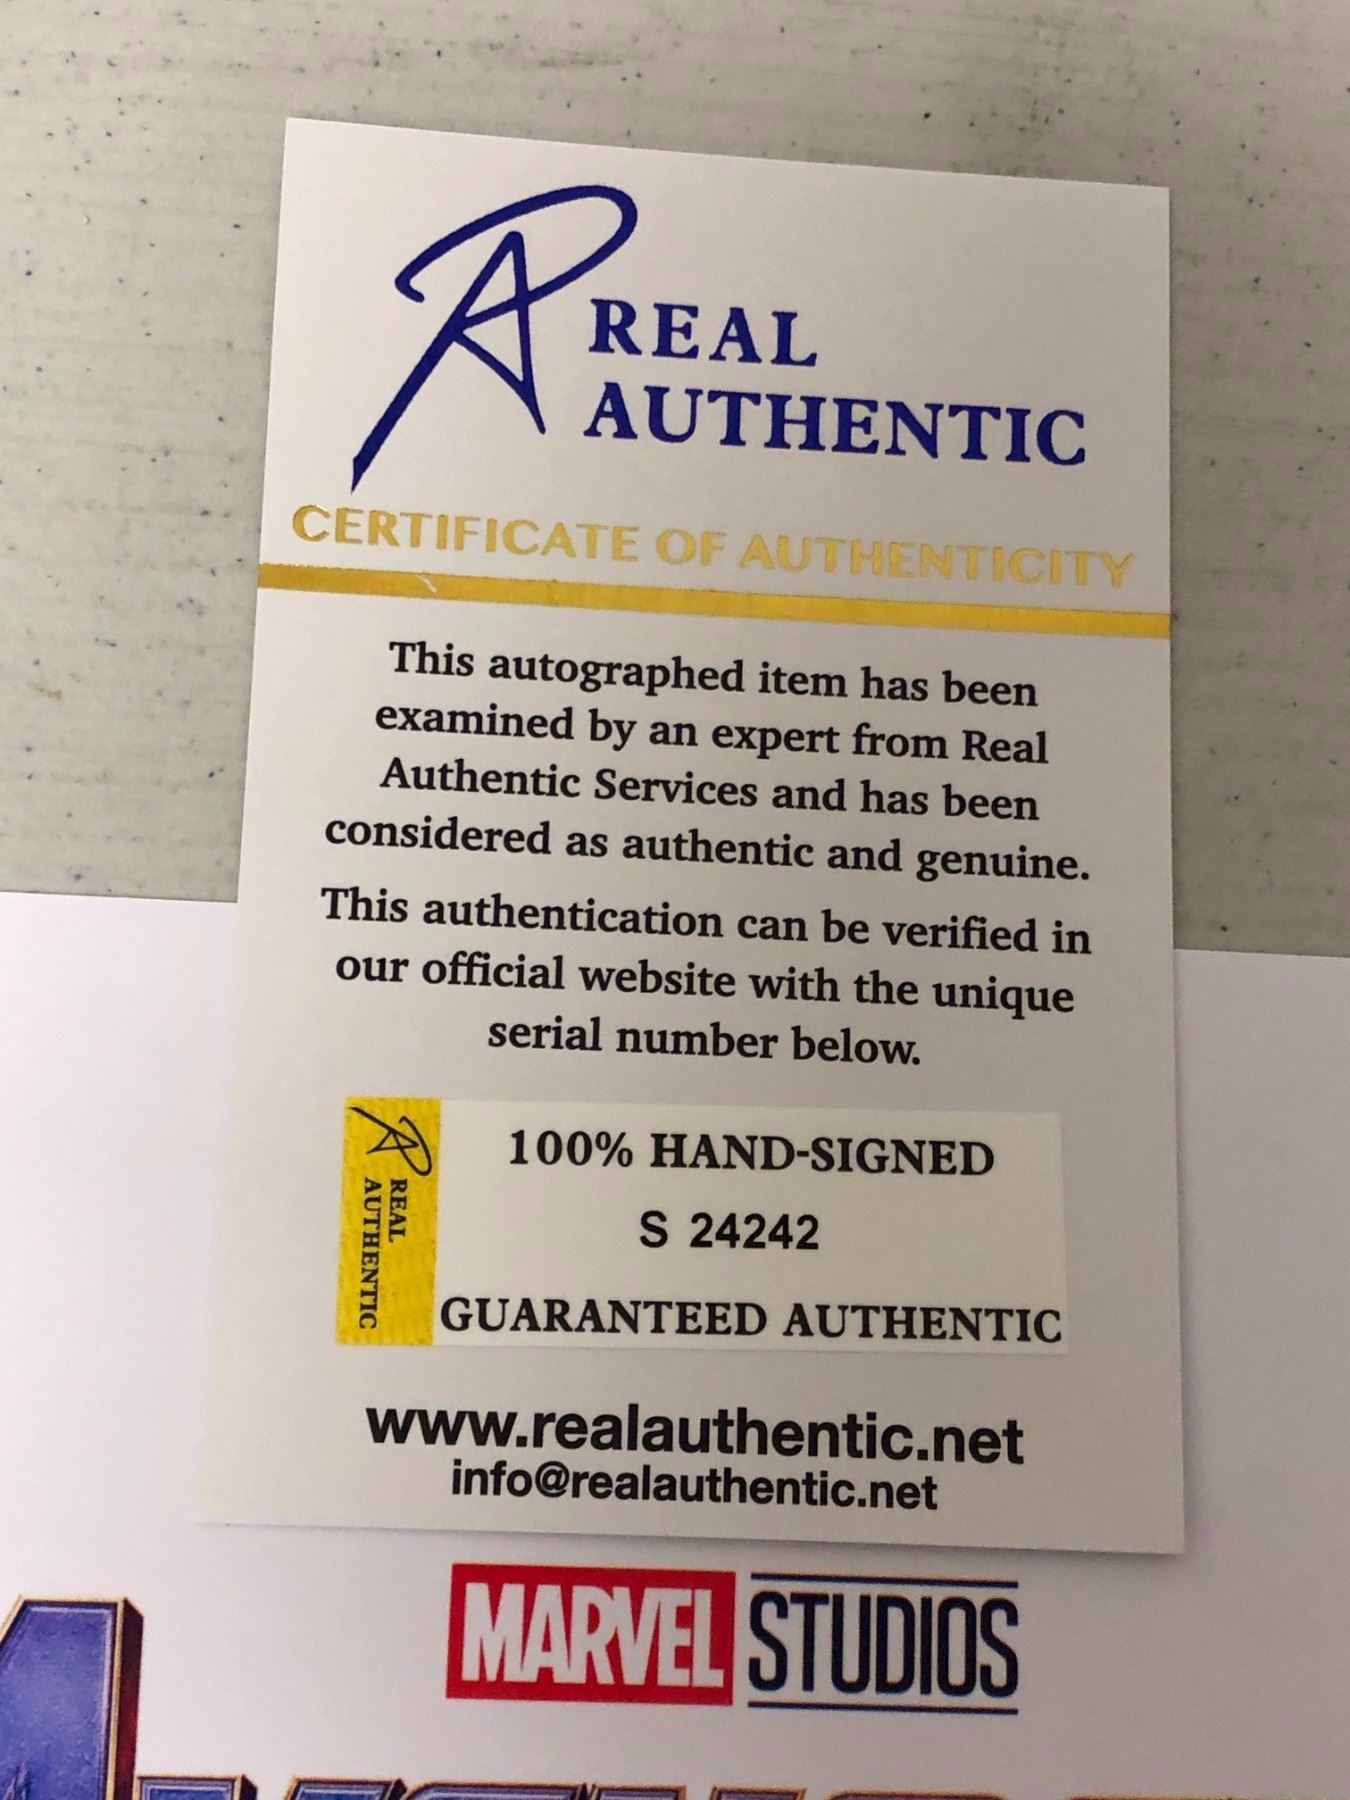 REAL
AUTHENTIC
CERTIFICATE OF AUTHENTICITY
This autographed item has been
examined by an expert from Real
Authentic Services and has been
considered as authentic and genuine.
This authentication can be verified in
our official website with the unique
serial number below.
REAL
AUTHENTIC
100% HAND-SIGNED
S 24242
GUARANTEED AUTHENTIC
www.realauthentic.net
info@realauthentic.net
MARVEL STUDIOS